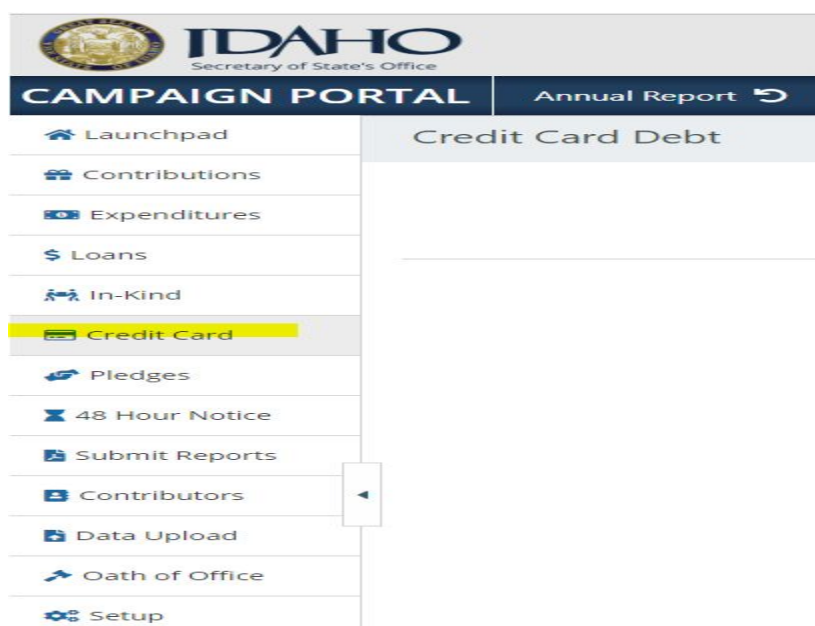 IDAHO
Secretary of State's Office
CAMPAIGN PORTAL Annual Report
Launchpad
Credit Card Debt
Contributions
Expenditures
$ Loans
In-Kind
Credit Card
Pledges
48 Hour Notice
Submit Reports
Contributors
Data Upload
Oath of Office
Setup